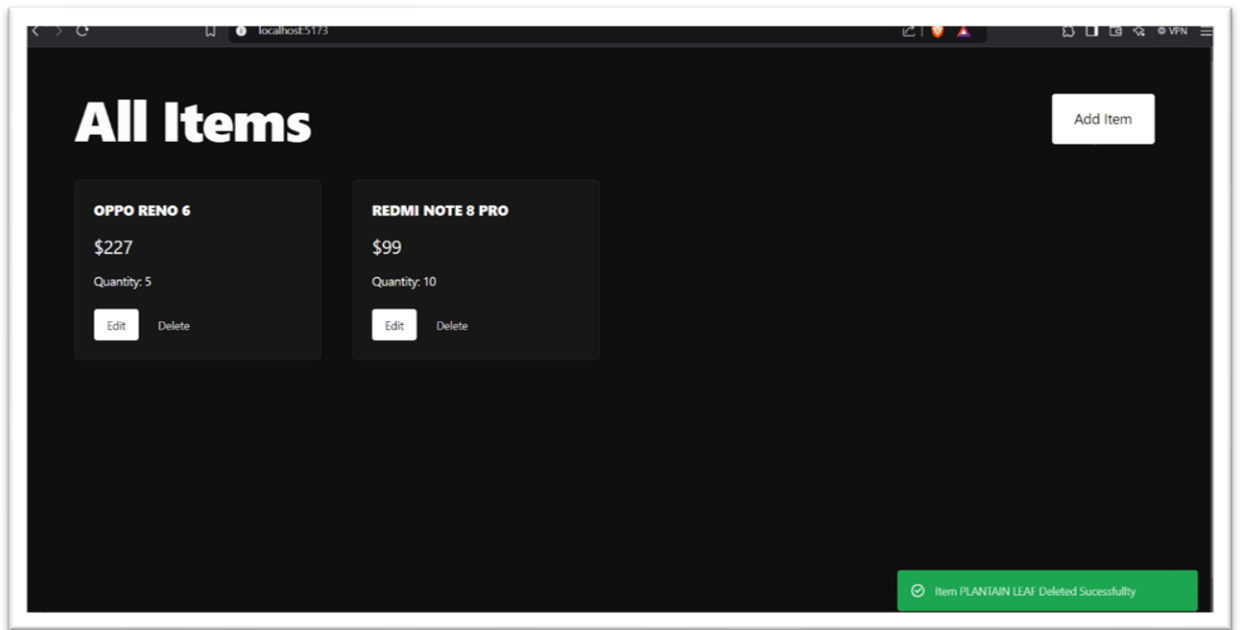 localhost:5173
VPN
All Items
Add Item
OPPO RENO 6
$227
Quantity: 5
Edit Delete
REDMI NOTE 8 PRO
$99
Quantity: 10
Edit Delete
Item PLANTAIN LEAF Deleted Sucessfullty